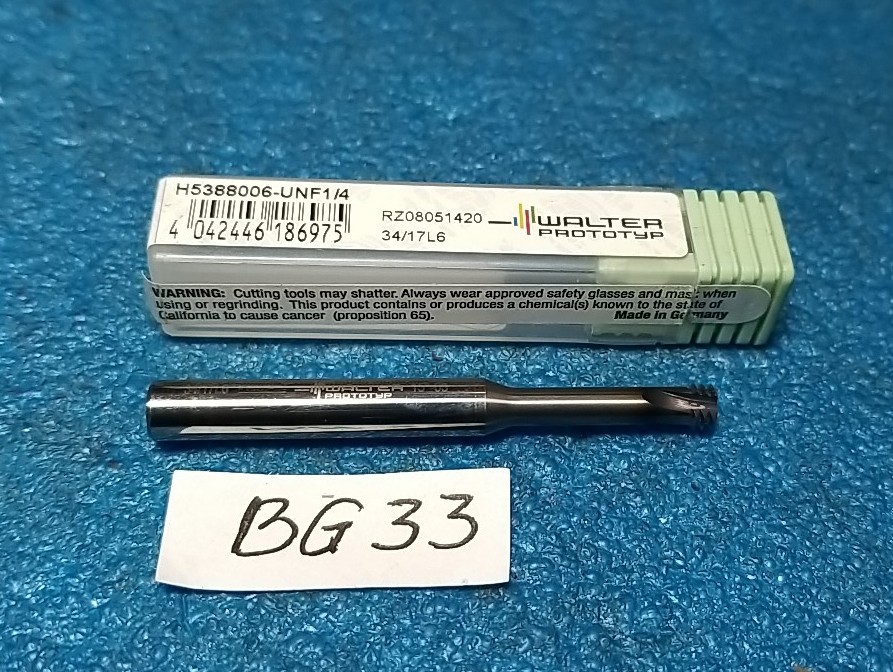 H5388006-UNF1/4
4 042446 186975
RZ08051420
34/17L6
WALTER
PROTOTYP
WARNING: Cutting tools may shatter. Always wear approved safety glasses and mask when
using or regrinding. This product contains or produces a chemical(s) known to the state of
California to cause cancer (proposition 65).
Made in Germany
WALTER
PROTOTYP
BG33